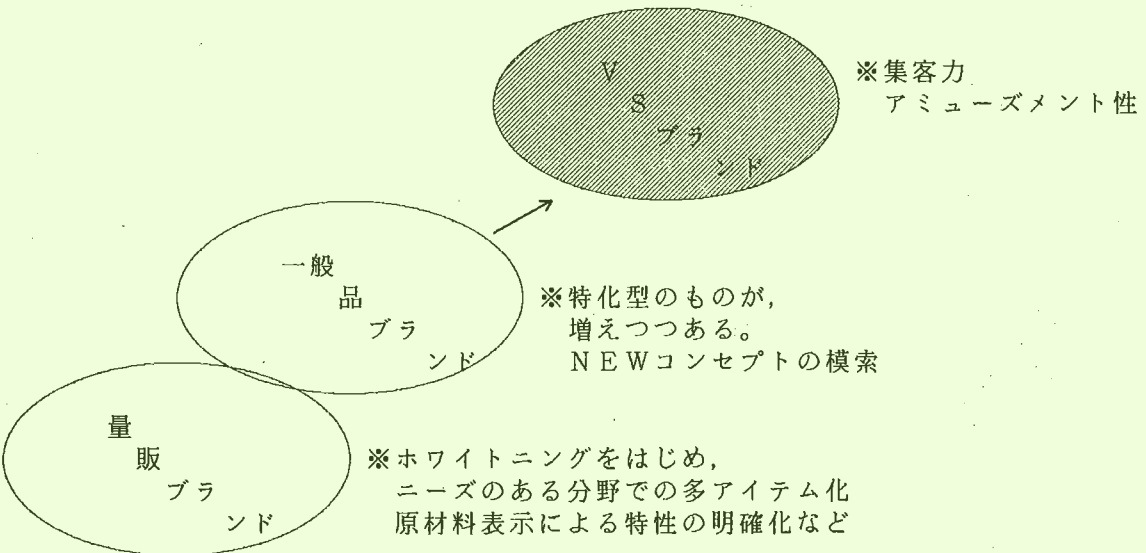 VSブランド
※集客力
アミューズメント性
一般品ブランド
※特化型のものが,
増えつつある。
NEWコンセプトの模索
量販ブランド
※ホワイトニングをはじめ,
ニーズのある分野での多アイテム化
原材料表示による特性の明確化など